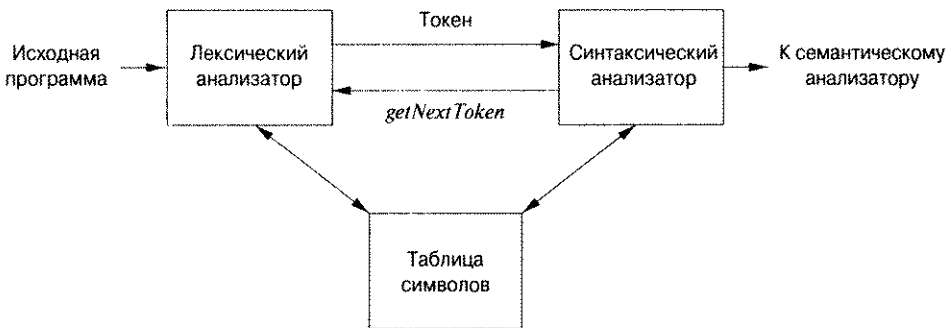 Токен
Исходная
программа
Лексический
анализатор
Синтаксический
анализатор
К семантическому
анализатору
getNextToken
Таблица
символов